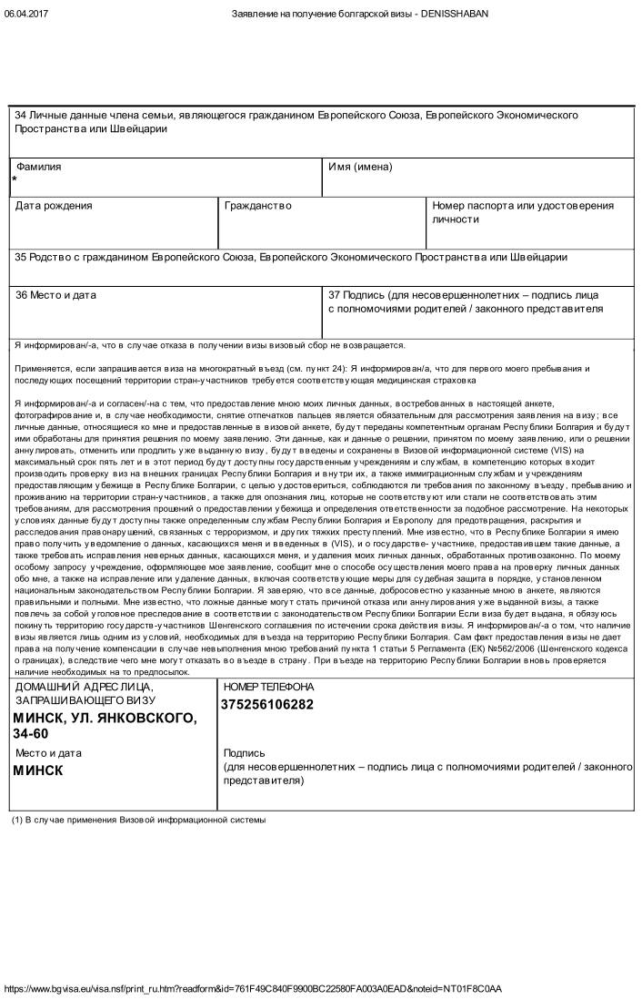 06.04.2017 Заявление на получение болгарской визы - DENISSHABAN
34 Личные данные члена семьи, являющегося гражданином Европейского Союза, Европейского Экономического
Пространства или Швейцарии
Фамилия
*
Имя (имена)
Дата рождения
Гражданство
Номер паспорта или удостоверения
личности
35 Родство с гражданином Европейского Союза, Европейского Экономического Пространства или Швейцарии
36 Место и дата
37 Подпись (для несовершеннолетних – подпись лица
с полномочиями родителей / законного представителя
Я информирован/-а, что в случае отказа в получении визы визовый сбор не возвращается.
Применяется, если запрашивается виза на многократный въезд (см. пункт 24): Я информирован/а, что для первого моего пребывания и
последующих посещений территории стран-участников требуется соответствующая медицинская страховка
Я информирован/-а и согласен/-на с тем, что предоставление мною моих личных данных, востребованных в настоящей анкете,
фотографирование и, в случае необходимости, снятие отпечатков пальцев является обязательным для рассмотрения заявления на визу; все
личные данные, относящиеся ко мне и предоставленные в визовой анкете, будут переданы компетентным органам Республики Болгария и будут
ими обработаны для принятия решения по моему заявлению. Эти данные, как и данные о решении, принятом по моему заявлению, или о решении
аннулировать, отменить или продлить уже выданную визу, будут введены и сохранены в Визовой информационной системе (VIS) на
максимальный срок пять лет и в этот период будут доступны государственным учреждениям и службам, в компетенцию которых входит
производить проверку виз на внешних границах Республики Болгария и внутри их, а также иммиграционным службам и учреждениям
предоставляющим убежище в Республике Болгарии, с целью удостовериться, соблюдаются ли требования по законному въезду, пребыванию и
проживанию на территории стран-участников, а также для опознания лиц, которые не соответствуют или стали не соответствовать этим
требованиям, для рассмотрения прошений о предоставлении убежища и определения ответственности за подобное рассмотрение. На некоторых
условиях данные будут доступны также определенным службам Республики Болгария и Европолу для предотвращения, раскрытия и
расследования правонарушений, связанных с терроризмом, и других тяжких преступлений. Мне известно, что в Республике Болгария я имею
право получить уведомление о данных, касающихся меня и введенных в (VIS), и о государстве-участнике, предоставившем такие данные, а
также требовать исправления неверных данных, касающихся меня, и удаления моих личных данных, обработанных противозаконно. По моему
особому запросу учреждение, оформляющее мое заявление, сообщит мне о способе осуществления моего права на проверку личных данных
обо мне, а также на исправление или удаление данных, включая соответствующие меры для судебная защита в порядке, установленном
национальным законодательством Республики Болгарии. Я заверяю, что все данные, добросовестно указанные мною в анкете, являются
правильными и полными. Мне известно, что ложные данные могут стать причиной отказа или аннулирования уже выданной визы, а также
повлечь за собой уголовное преследование в соответствии с законодательством Республики Болгарии Если виза будет выдана, я обязуюсь
покинуть территорию государств-участников Шенгенского соглашения по истечении срока действия визы. Я информирован/-а о том, что наличие
визы является лишь одним из условий, необходимых для въезда на территорию Республики Болгария. Сам факт предоставления визы не дает
права на получение компенсации в случае невыполнения мною требований пункта 1 статьи 5 Регламента (ЕК) №562/2006 (Шенгенского кодекса
о границах), вследствие чего мне могут отказать во въезде в страну. При въезде на территорию Республики Болгарии вновь проверяется
наличие необходимых на то предпосылок.
ДОМАШНИЙ АДРЕС ЛИЦА,
ЗАПРАШИВАЮЩЕГО ВИЗУ
МИНСК, УЛ. ЯНКОВСКОГО,
34-60
НОМЕР ТЕЛЕФОНА
375256106282
Место и дата
МИНСК
Подпись
(для несовершеннолетних – подпись лица с полномочиями родителей / законного
представителя)
(1) В случае применения Визовой информационной системы
https://www.bgvisa.eu/visa.nsf/print_ru.htm?readform&id=761F49C840F9900BC22580FA003A0EAD&noteid=NT01F8C0AA